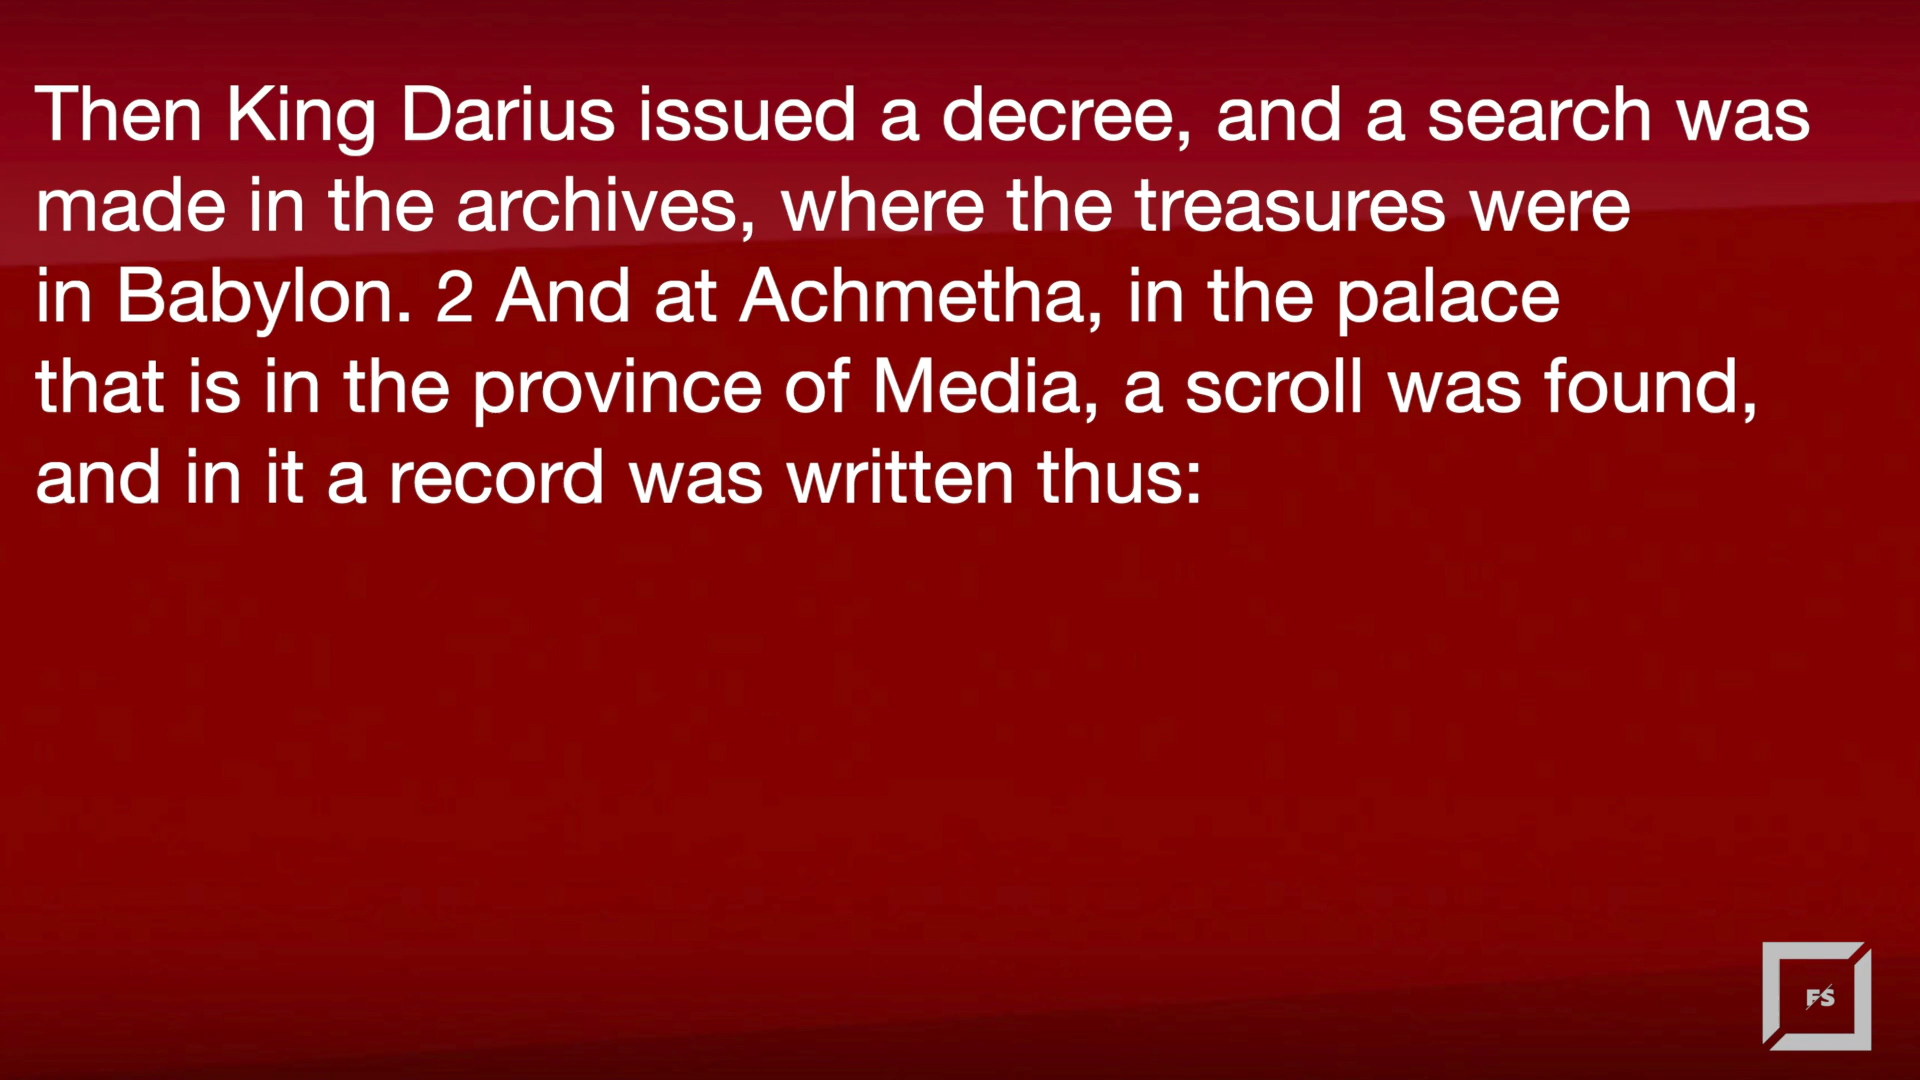 Then King Darius issued a decree, and a search was
made in the archives, where the treasures were
in Babylon. 2 And at Achmetha, in the palace
that is in the province of Media, a scroll was found,
and in it a record was written thus:
FS